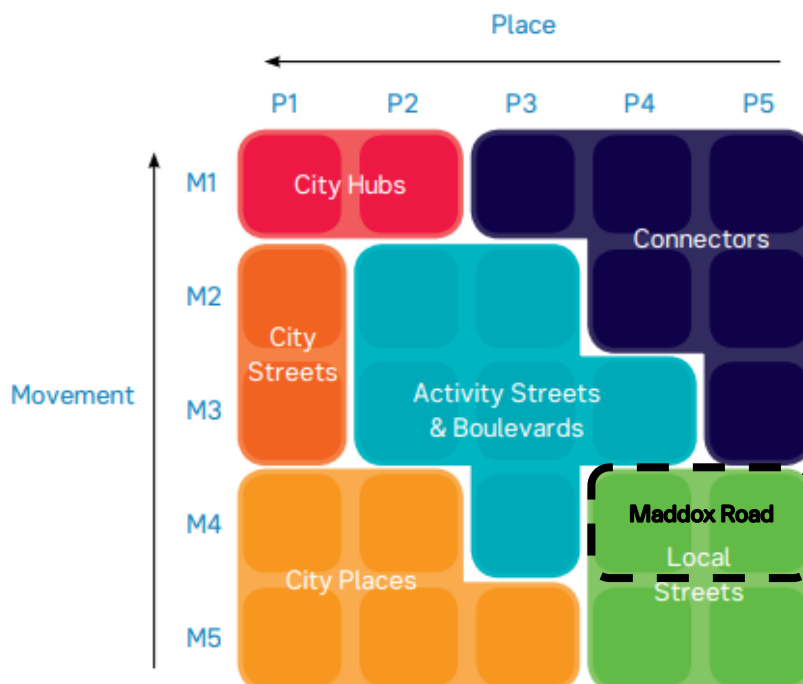 Place
P1 P2 P3 P4 P5
M1
City Hubs
Connectors
M2
City
Streets
Movement
M3
Activity Streets
& Boulevards
M4
Maddox Road
Local
Streets
City Places
M5